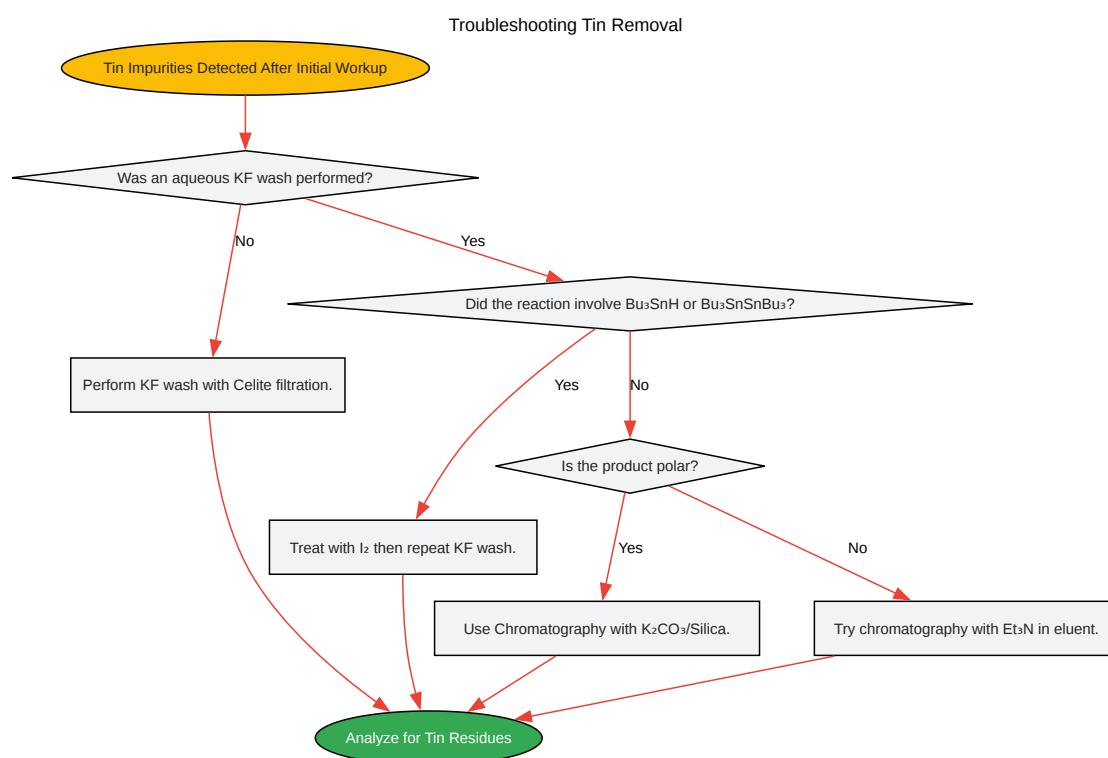 Troubleshooting Tin Removal
Tin Impurities Detected After Initial Workup
Was an aqueous KF wash performed?
No
Yes
Did the reaction involve Bu₃SnH or Bu₃SnSnBu₃?
Perform KF wash with Celite filtration.
Yes
No
Is the product polar?
Treat with I₂ then repeat KF wash.
Yes
No
Use Chromatography with K₂CO₃/Silica.
Try chromatography with Et₃N in eluent.
Analyze for Tin Residues